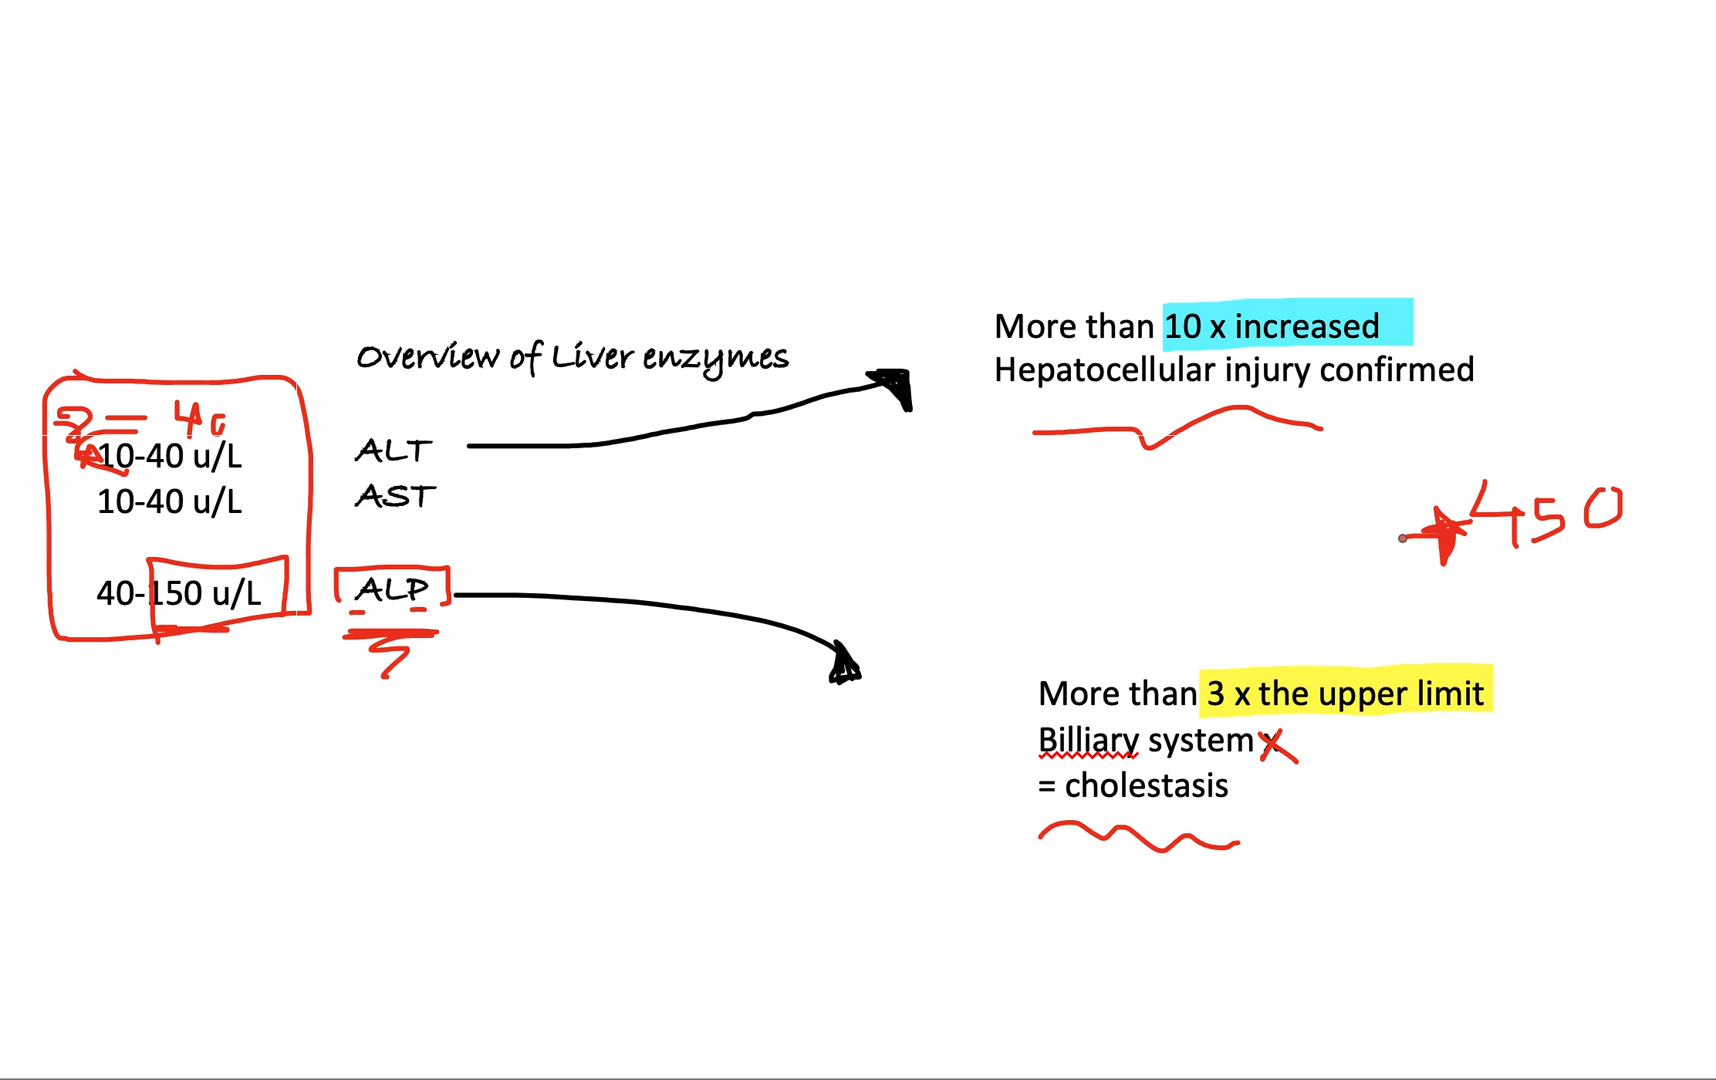 Overview of Liver enzymes
40
10-40 u/L
10-40 u/L
40-150 u/L
ALT
AST
ALP
More than 10 x increased
Hepatocellular injury confirmed
450
More than 3 x the upper limit
Billiary system x
= cholestasis